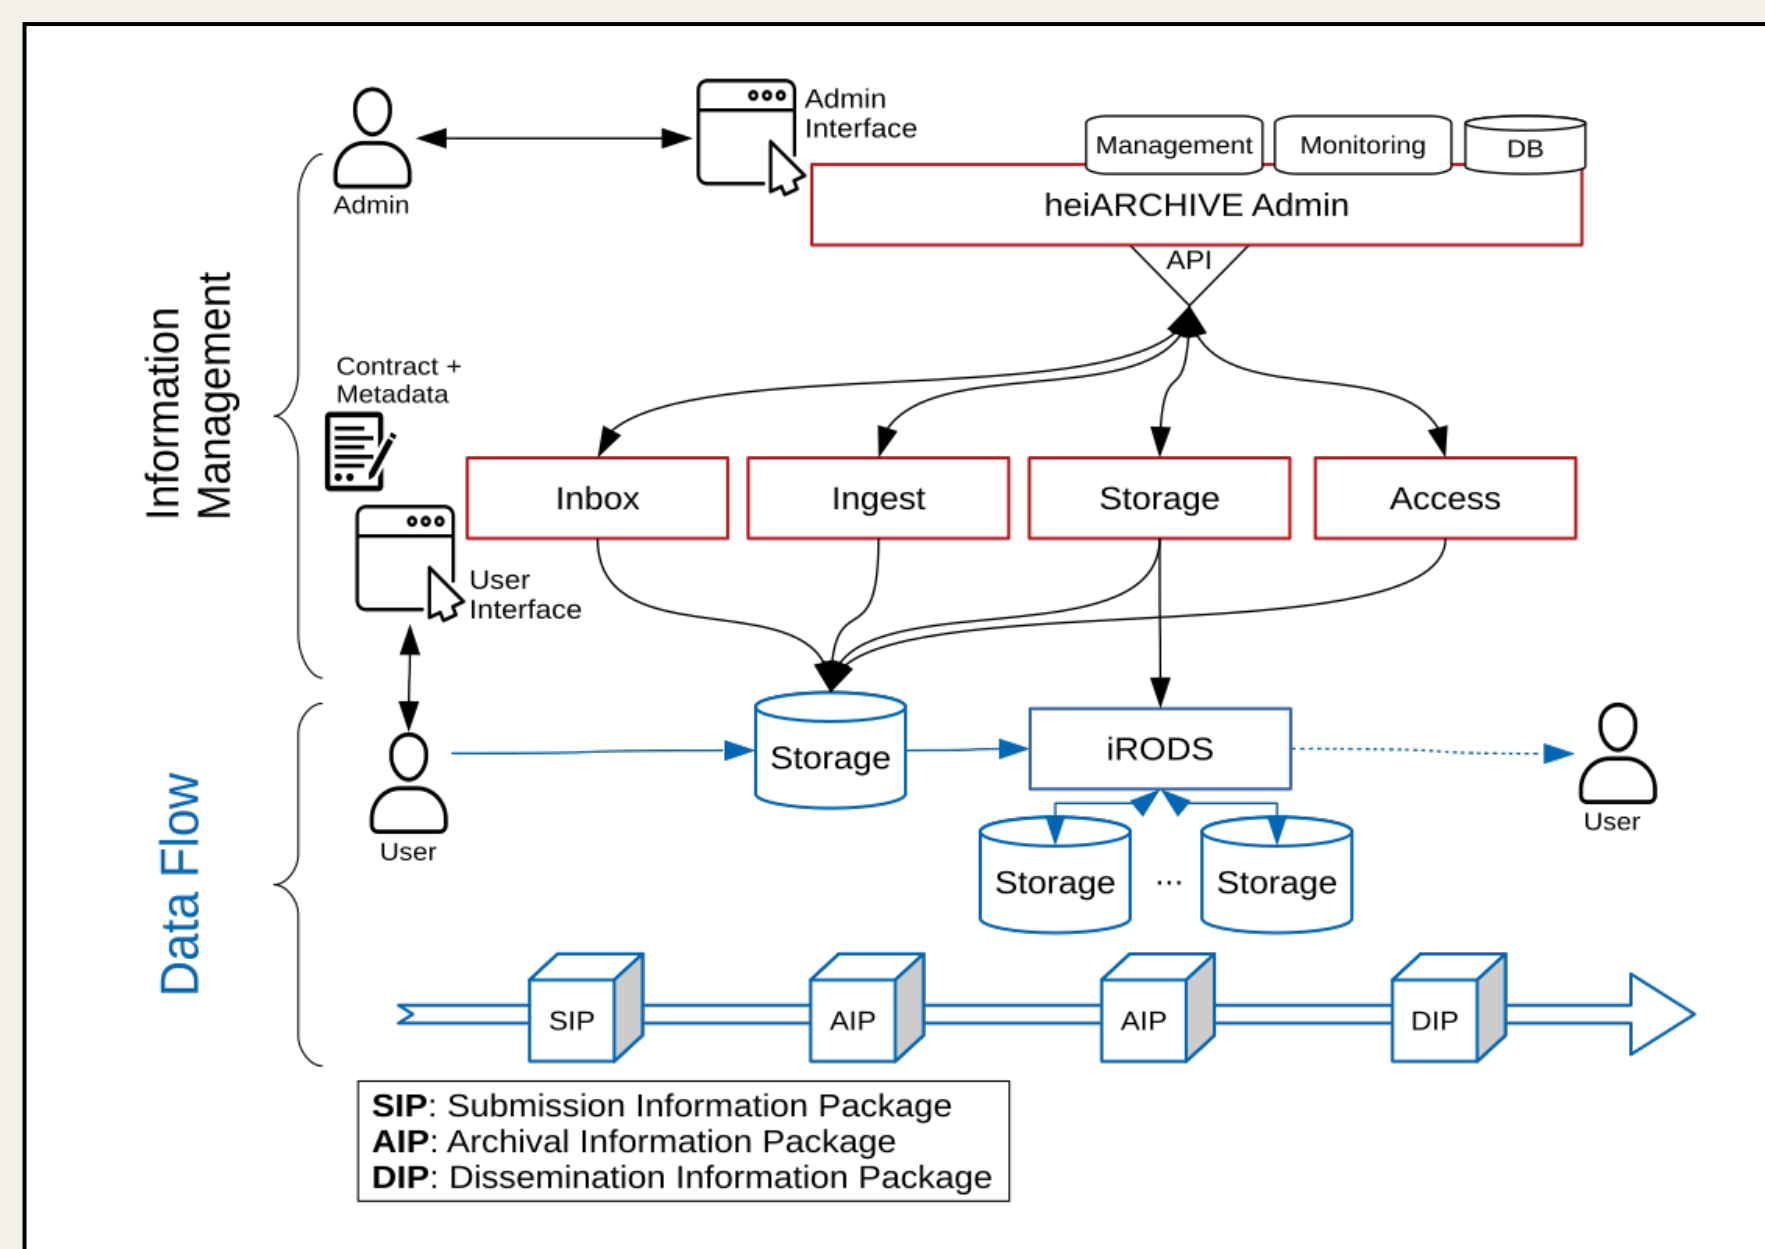 Admin
Interface
Management
Monitoring
DB
heiARCHIVE Admin
Admin
API
Information
Management
Contract +
Metadata
Inbox
Ingest
Storage
Access
User
Interface
Data Flow
Storage
iRODS
User
User
Storage
...
Storage
SIP
AIP
AIP
DIP
SIP: Submission Information Package
AIP: Archival Information Package
DIP: Dissemination Information Package